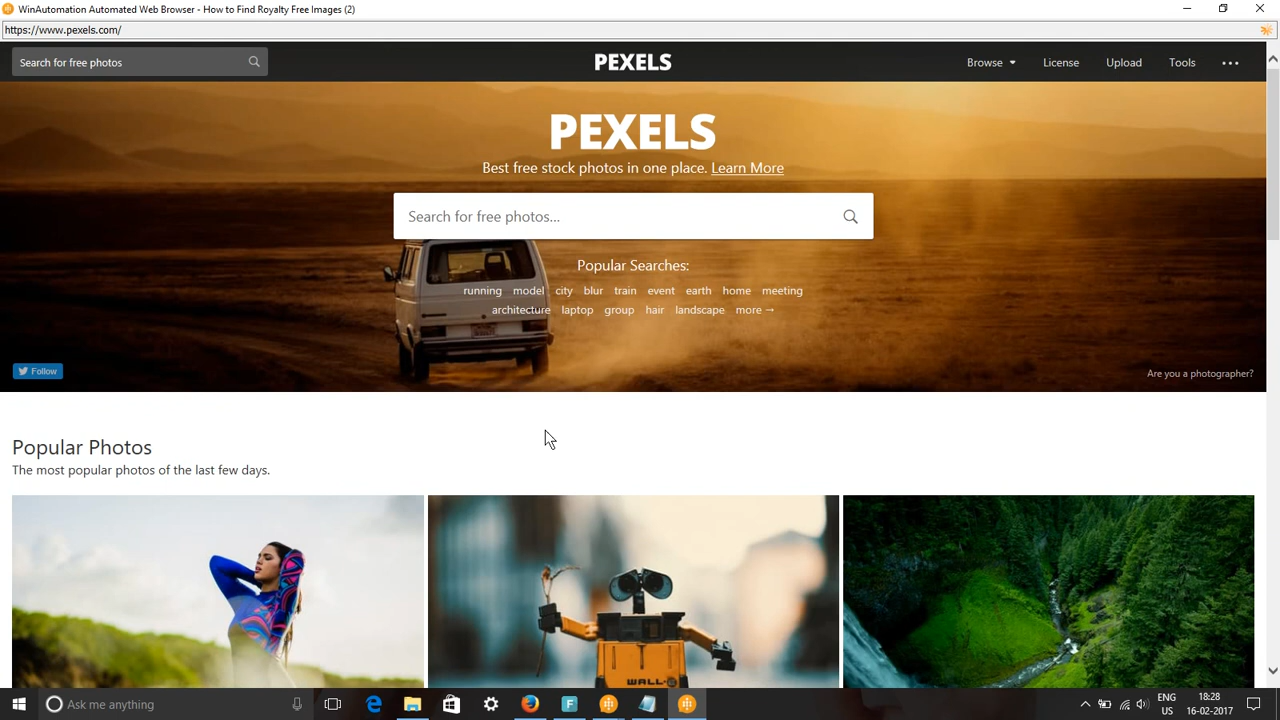 WinAutomation Automated Web Browser - How to Find Royalty Free Images (2)
https://www.pexels.com/
Search for free photos
PEXELS
Browse License Upload Tools
PEXELS
Best free stock photos in one place. Learn More
Search for free photos...
Popular Searches:
running model city blur train event earth home meeting
architecture laptop group hair landscape more →
Follow
Are you a photographer?
Popular Photos
The most popular photos of the last few days.
WALL·E
Ask me anything
ENG
US
18:28
16-02-2017